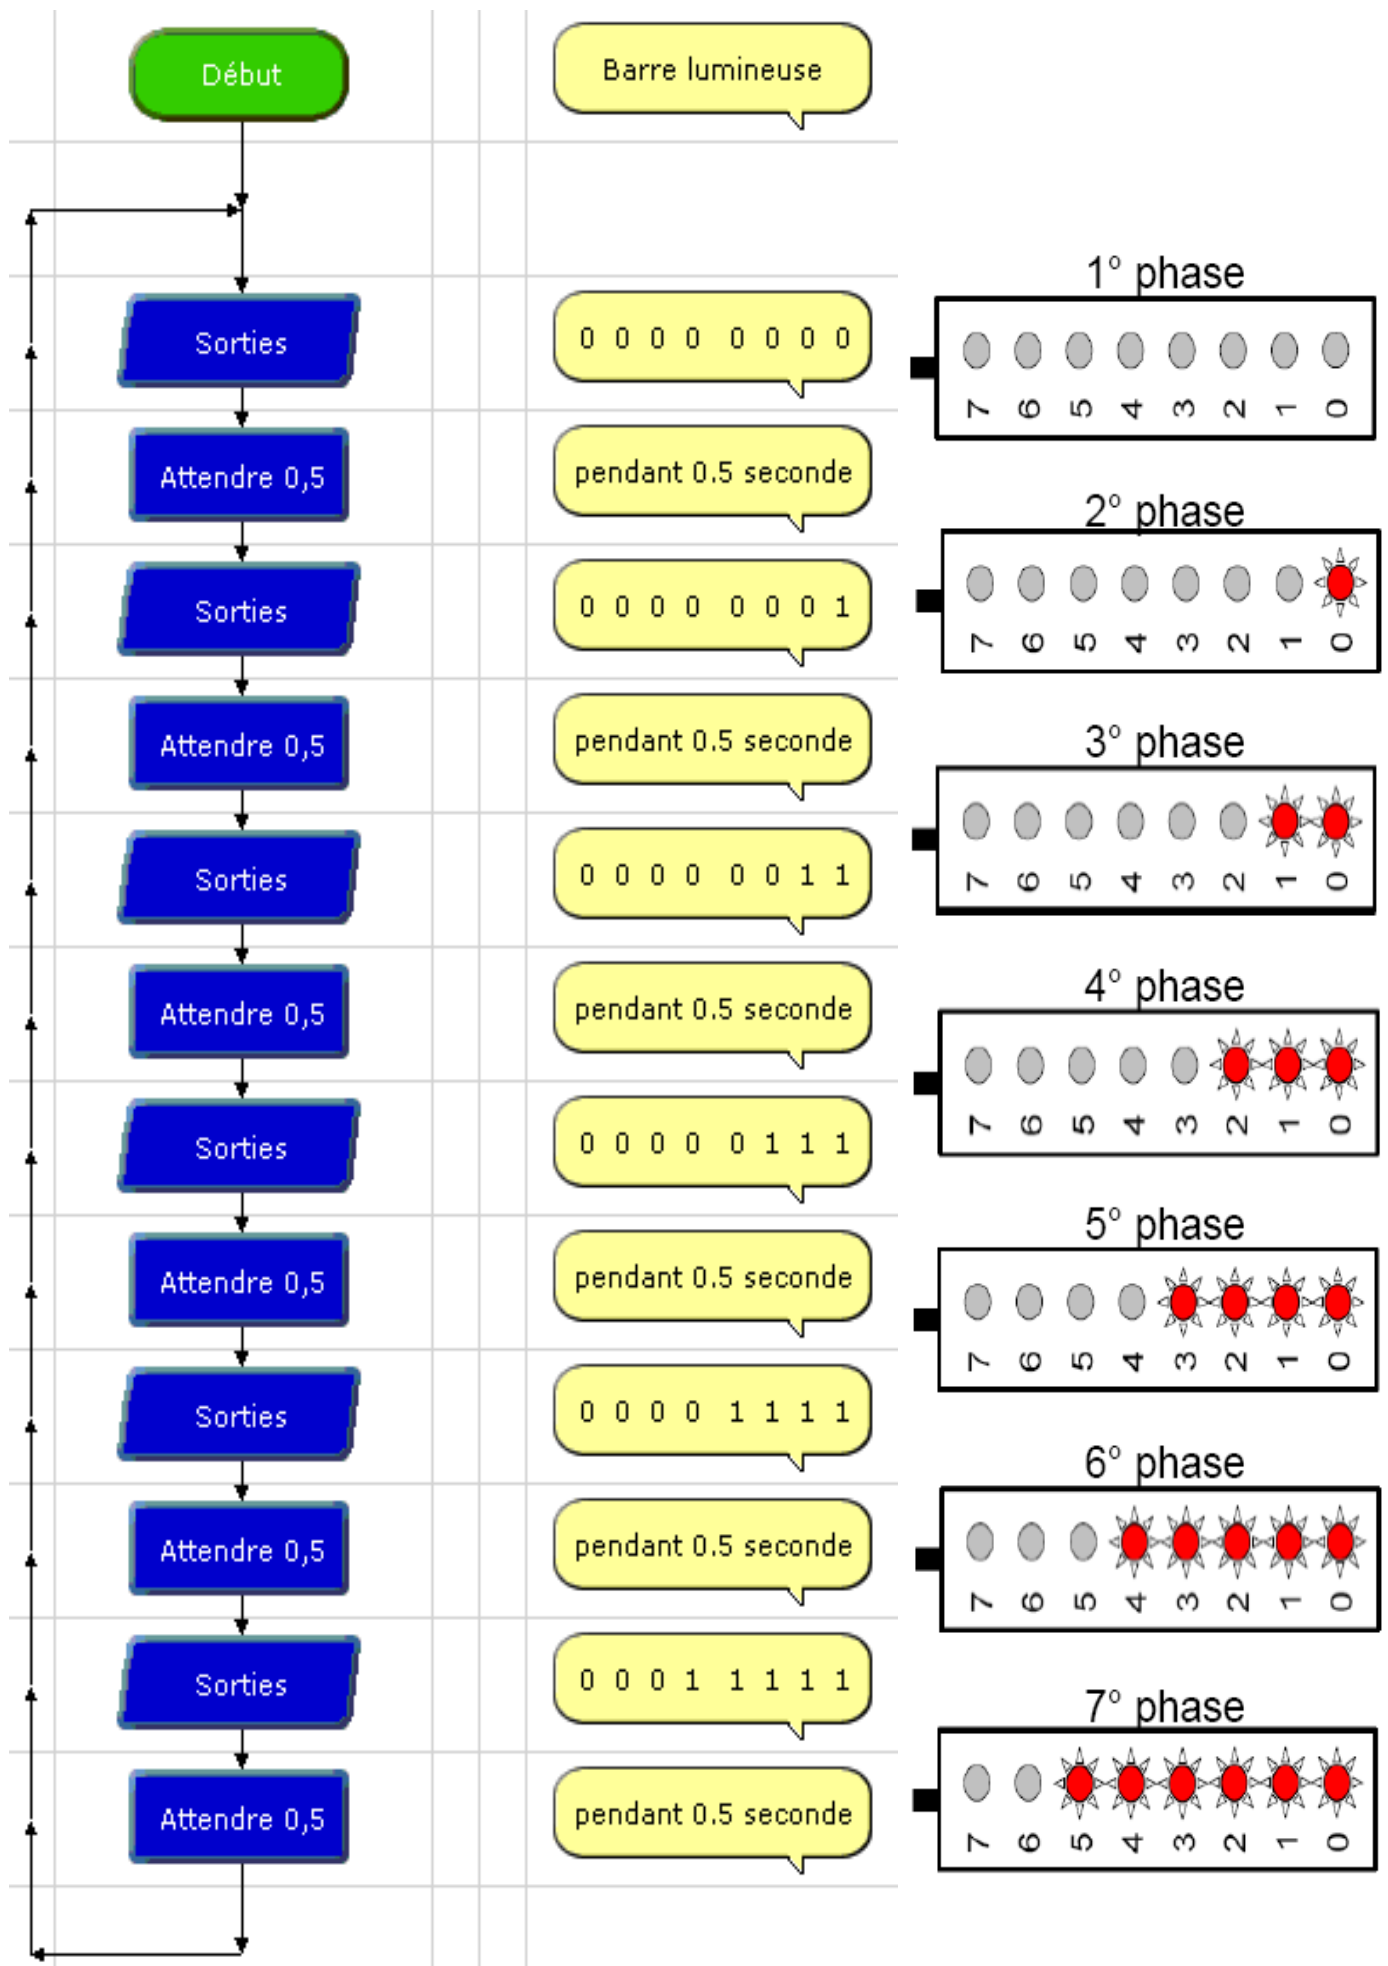 Début
Barre lumineuse
1° phase
Sorties
0 0 0 0 0 0 0 0
7 6 5 4 3 2 1 0
Attendre 0,5
pendant 0.5 seconde
2° phase
Sorties
0 0 0 0 0 0 0 1
7 6 5 4 3 2 1 0
Attendre 0,5
pendant 0.5 seconde
3° phase
Sorties
0 0 0 0 0 0 1 1
7 6 5 4 3 2 1 0
Attendre 0,5
pendant 0.5 seconde
4° phase
Sorties
0 0 0 0 0 1 1 1
7 6 5 4 3 2 1 0
Attendre 0,5
pendant 0.5 seconde
5° phase
7 6 5 4 3 2 1 0
Sorties
0 0 0 0 1 1 1 1
6° phase
Attendre 0,5
pendant 0.5 seconde
7 6 5 4 3 2 1 0
Sorties
0 0 0 1 1 1 1 1
7° phase
Attendre 0,5
pendant 0.5 seconde
7 6 5 4 3 2 1 0